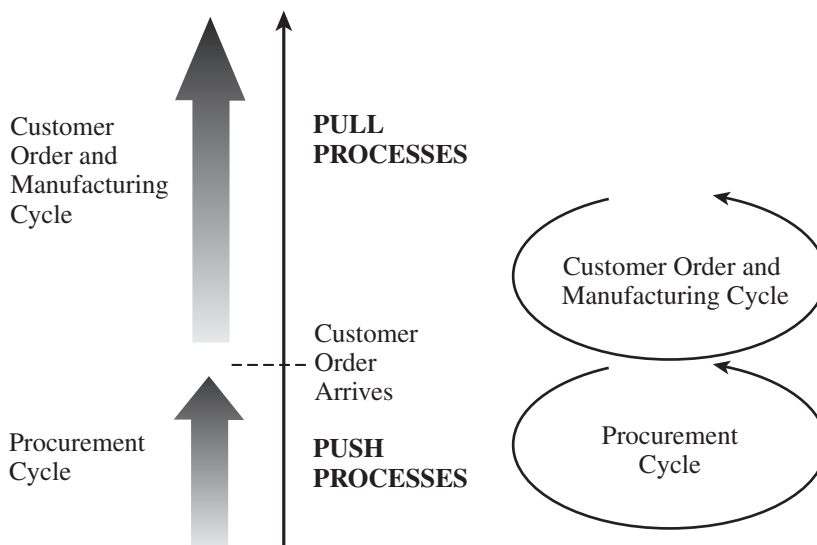 Customer
Order and
Manufacturing
Cycle
PULL
PROCESSES
Customer Order and
Manufacturing Cycle
Customer
Order
Arrives
Procurement
Cycle
PUSH
PROCESSES
Procurement
Cycle